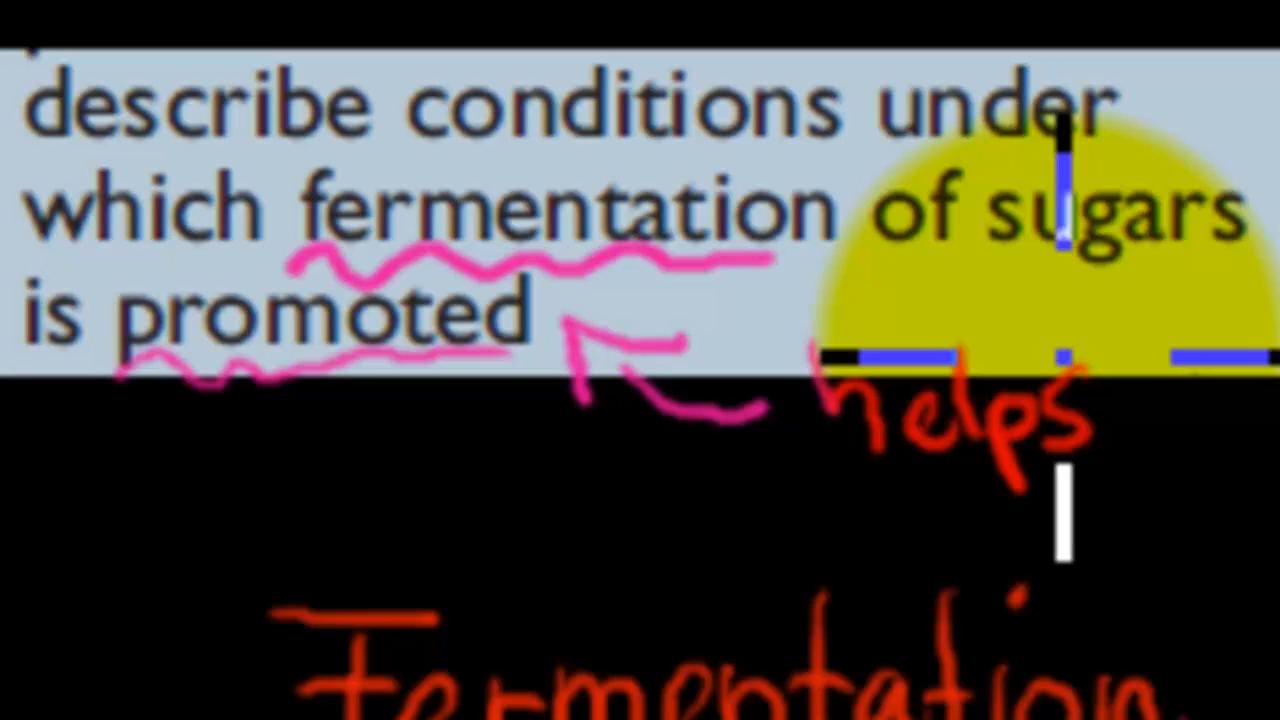 describe conditions under
which fermentation of sugars
is promoted
helps
Fermentation